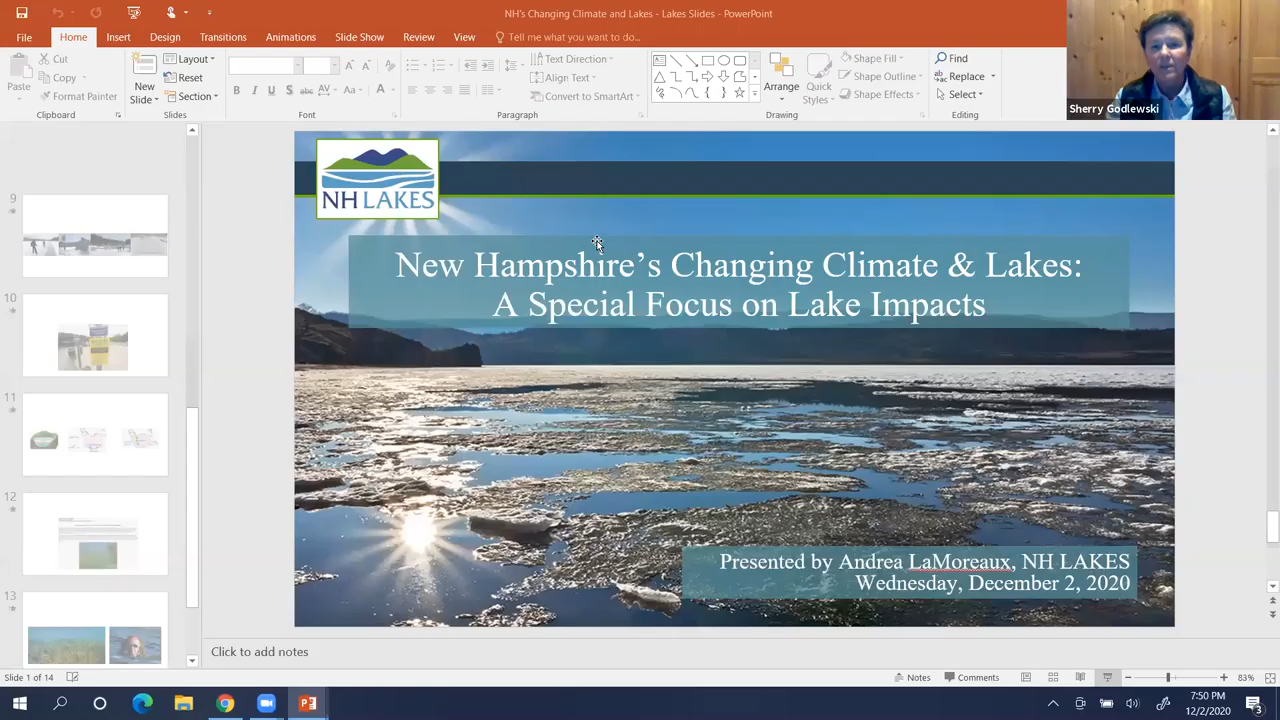 NH's Changing Climate and Lakes - Lakes Slides - PowerPoint
File Home Insert Design Transitions Animations Slide Show Review View Tell me what you want to do...
Paste
Cut
Copy
Format Painter
Clipboard
New
Slide
Layout
Reset
Section
Slides
B I U S abc AV Aa A
Font
Text Direction
Align Text
Convert to SmartArt
Paragraph
Arrange
Quick
Styles
Shape Fill
Shape Outline
Shape Effects
Drawing
Find
Replace
Select
Editing
Sherry Godlewski
9
10
11
12
13
NH LAKES
New Hampshire's Changing Climate & Lakes:
A Special Focus on Lake Impacts
Presented by Andrea LaMoreaux, NH LAKES
Wednesday, December 2, 2020
Click to add notes
Slide 1 of 14
Notes
Comments
83%
7:50 PM
12/2/2020
3